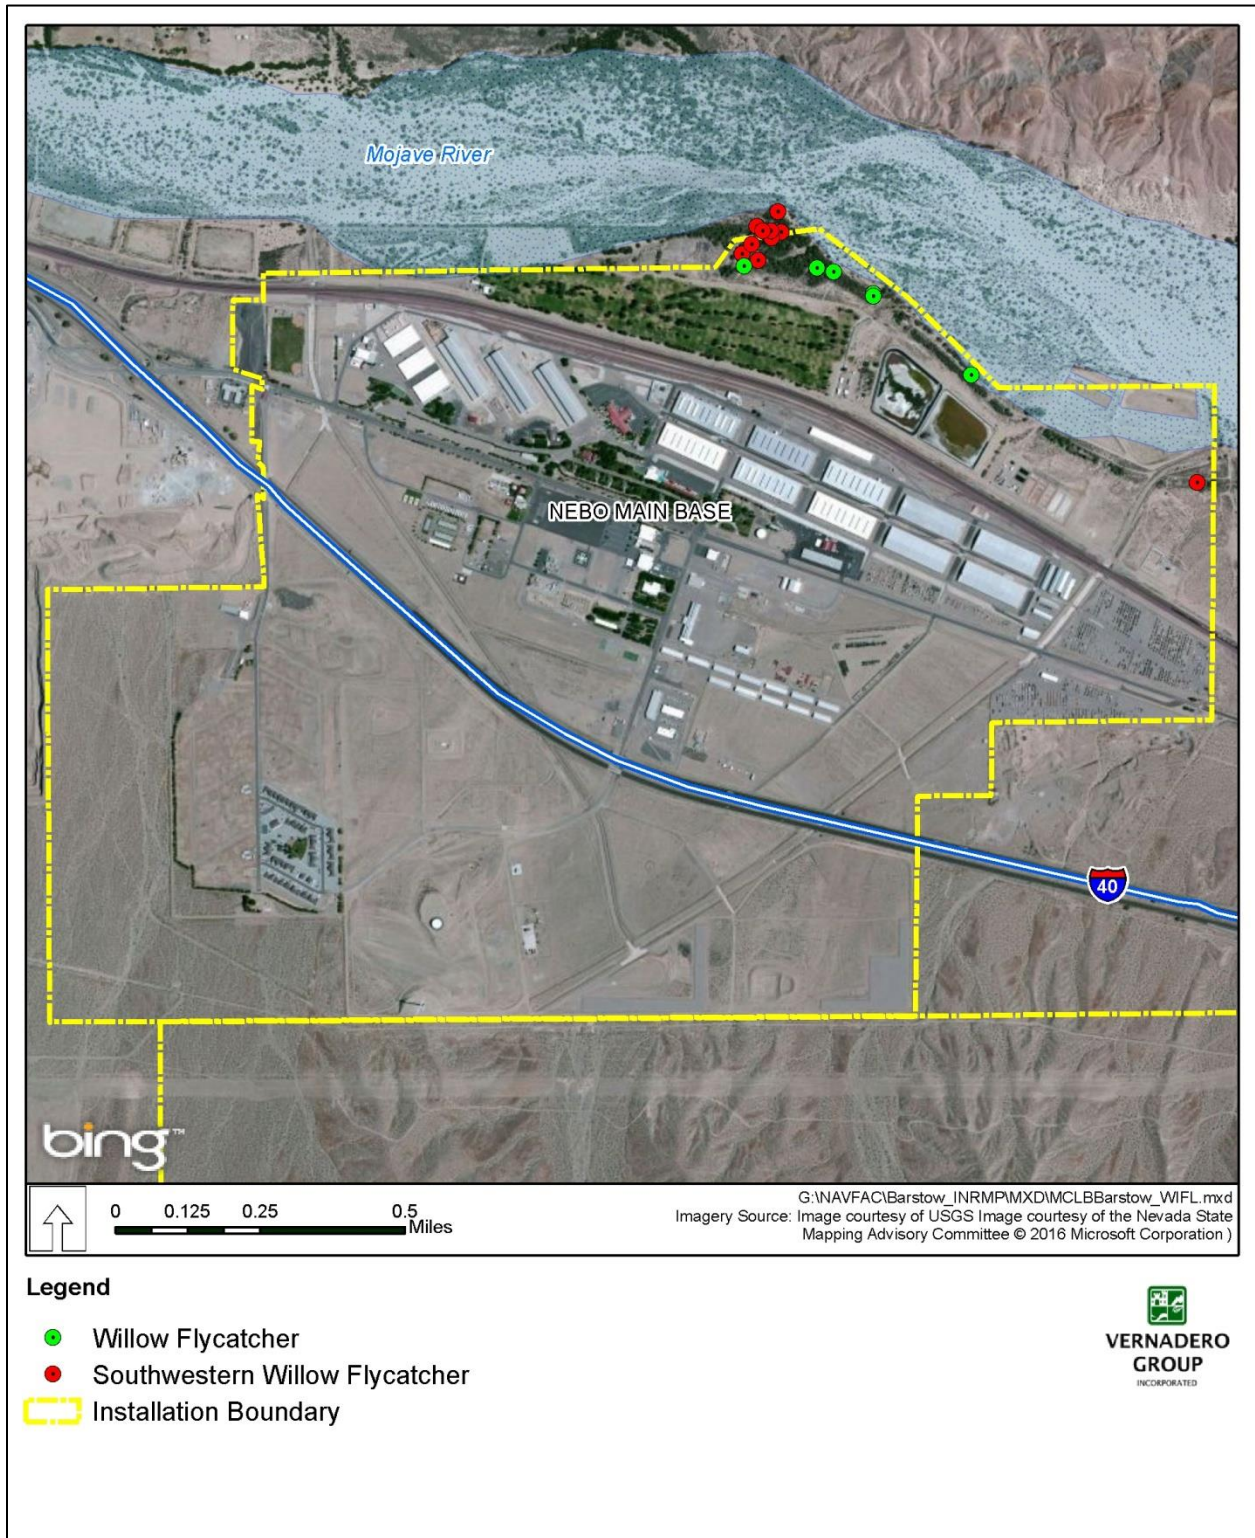 Mojave River
NEBO MAIN BASE
40
bing™
0 0.125 0.25 0.5
Miles
G:\NAVFAC\Barstow_INRMP\MXD\MCLBBarstow_WIFL.mxd
Imagery Source: Image courtesy of USGS Image courtesy of the Nevada State
Mapping Advisory Committee © 2016 Microsoft Corporation )
Legend
Willow Flycatcher
Southwestern Willow Flycatcher
Installation Boundary
VERNADERO
GROUP
INCORPORATED